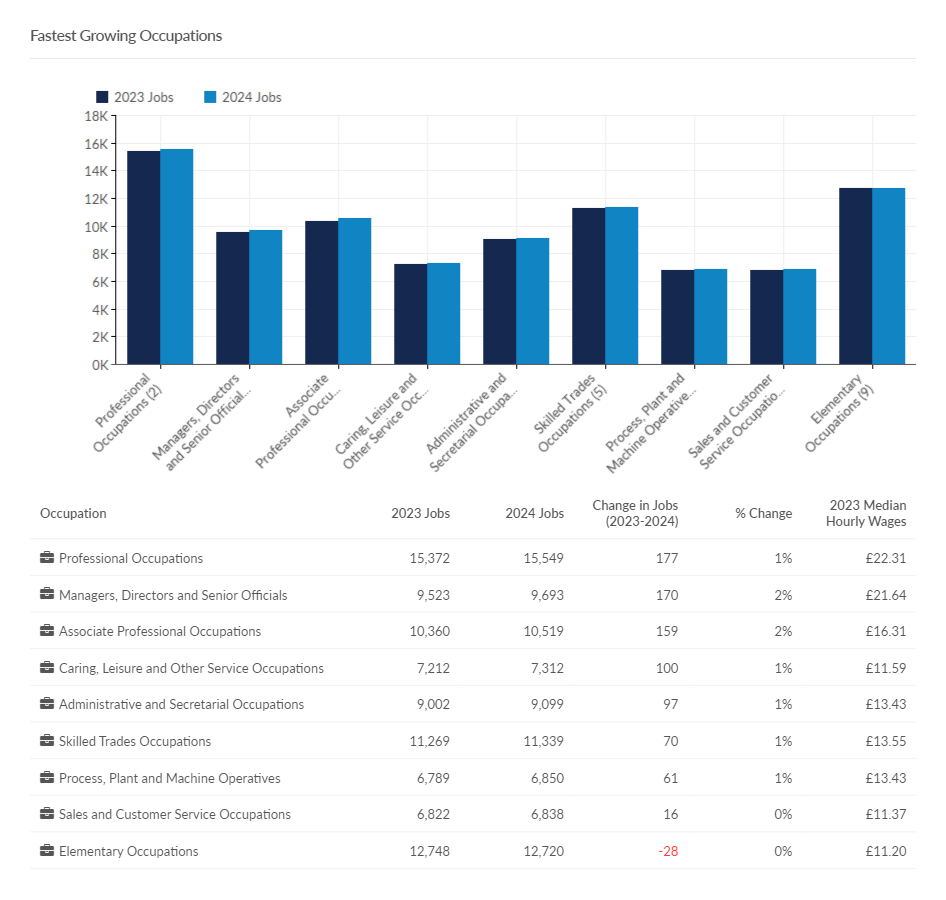 Fastest Growing Occupations
2023 Jobs 2024 Jobs
18K
16K
14K
12K
10K
8K
6K
4K
2K
0K
Professional
Occupations (2)
Managers, Directors
and Senior Official...
Associate
Professional Occu...
Caring, Leisure and
Other Service Occ...
Administrative and
Secretarial Occupa...
Skilled Trades
Occupations (5)
Process, Plant and
Machine Operative...
Sales and Customer
Service Occupatio...
Elementary
Occupations (9)
Occupation 2023 Jobs 2024 Jobs Change in Jobs (2023-2024) % Change 2023 Median Hourly Wages
Professional Occupations 15,372 15,549 177 1% £22.31
Managers, Directors and Senior Officials 9,523 9,693 170 2% £21.64
Associate Professional Occupations 10,360 10,519 159 2% £16.31
Caring, Leisure and Other Service Occupations 7,212 7,312 100 1% £11.59
Administrative and Secretarial Occupations 9,002 9,099 97 1% £13.43
Skilled Trades Occupations 11,269 11,339 70 1% £13.55
Process, Plant and Machine Operatives 6,789 6,850 61 1% £13.43
Sales and Customer Service Occupations 6,822 6,838 16 0% £11.37
Elementary Occupations 12,748 12,720 -28 0% £11.20